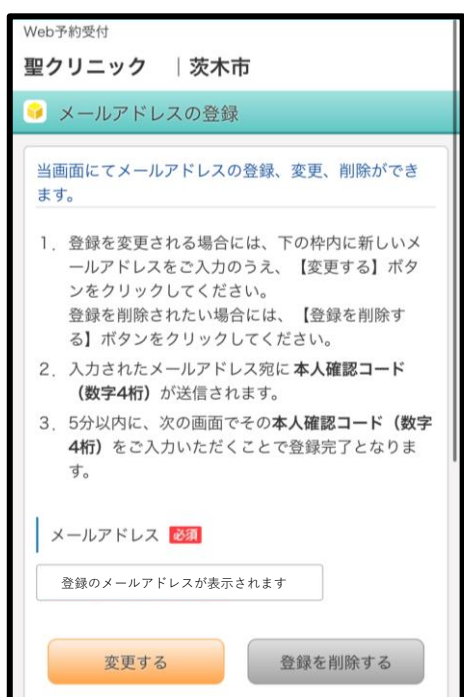 Web予約受付
聖クリニック ｜茨木市
メールアドレスの登録
当画面にてメールアドレスの登録、変更、削除ができ
ます。
1. 登録を変更される場合には、下の枠内に新しいメ
ールアドレスをご入力のうえ、【変更する】ボタ
ンをクリックしてください。
登録を削除されたい場合には、【登録を削除す
る】ボタンをクリックしてください。
2. 入力されたメールアドレス宛に本人確認コード
（数字4桁）が送信されます。
3. 5分以内に、次の画面でその本人確認コード（数字
4桁）をご入力いただくことで登録完了となりま
す。
メールアドレス 必須
登録のメールアドレスが表示されます
変更する 登録を削除する